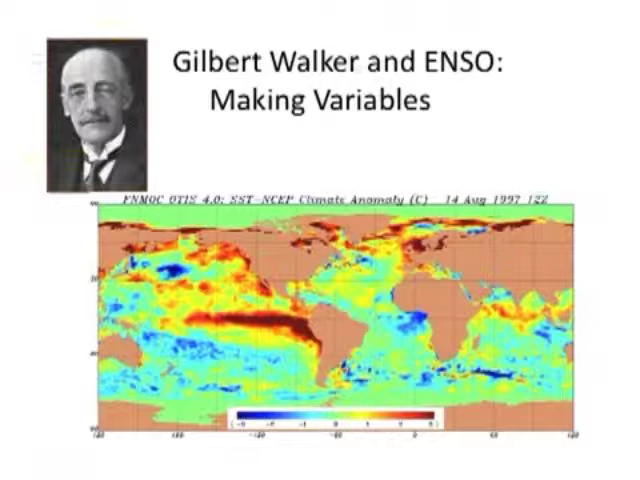 Gilbert Walker and ENSO:
Making Variables
FNMOC OTIS 4.0: SST-NCEP Climate Anomaly (C) 14 Aug 1997 12Z